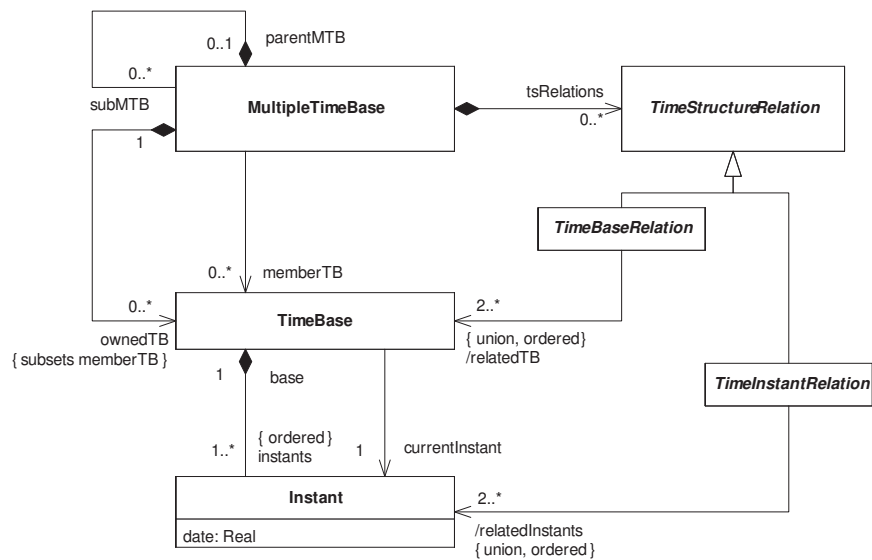 0..1
parentMTB
0..*
subMTB
MultipleTimeBase
tsRelations
0..*
TimeStructureRelation
1
TimeBaseRelation
0..*
memberTB
0..*
ownedTB
{ subsets memberTB }
TimeBase
2..*
{ union, ordered }
/relatedTB
1
base
TimeInstantRelation
1..*
{ ordered }
instants
1
currentInstant
Instant
date: Real
2..*
/relatedInstants
{ union, ordered }